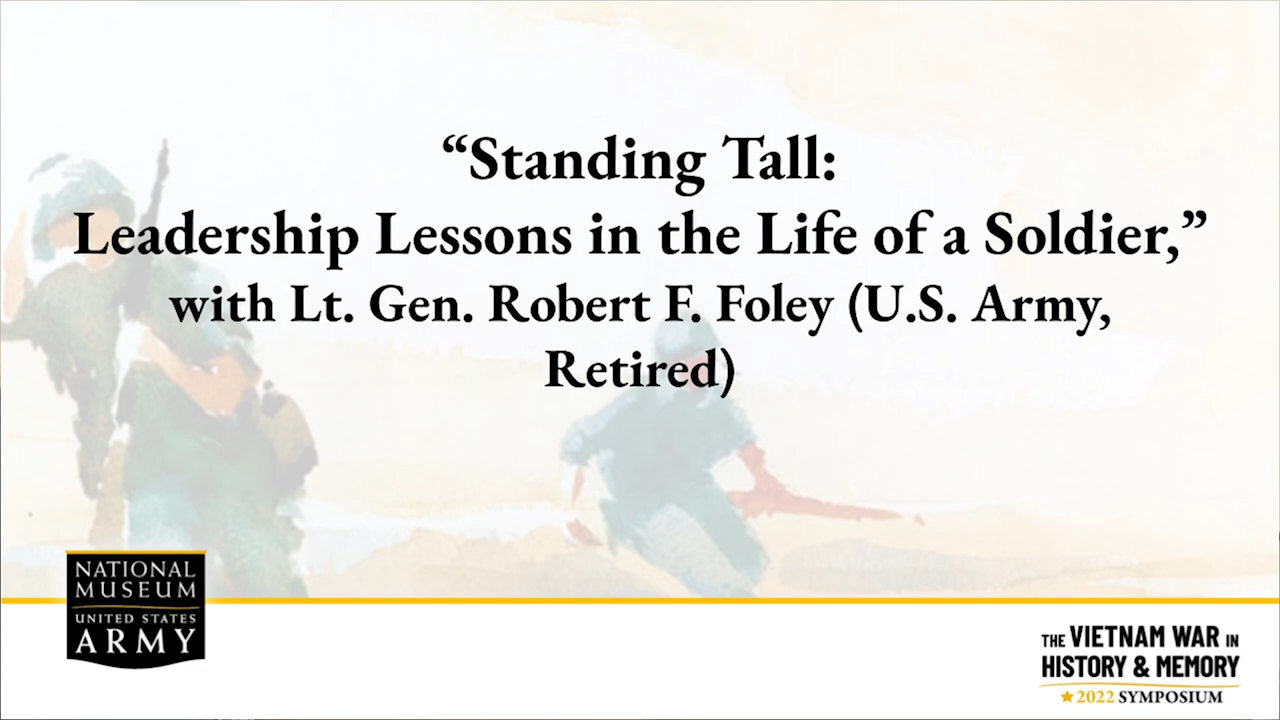 “Standing Tall:
Leadership Lessons in the Life of a Soldier,”
with Lt. Gen. Robert F. Foley (U.S. Army,
Retired)
NATIONAL
MUSEUM
UNITED STATES
ARMY
THE VIETNAM WAR IN
HISTORY & MEMORY
2022 SYMPOSIUM